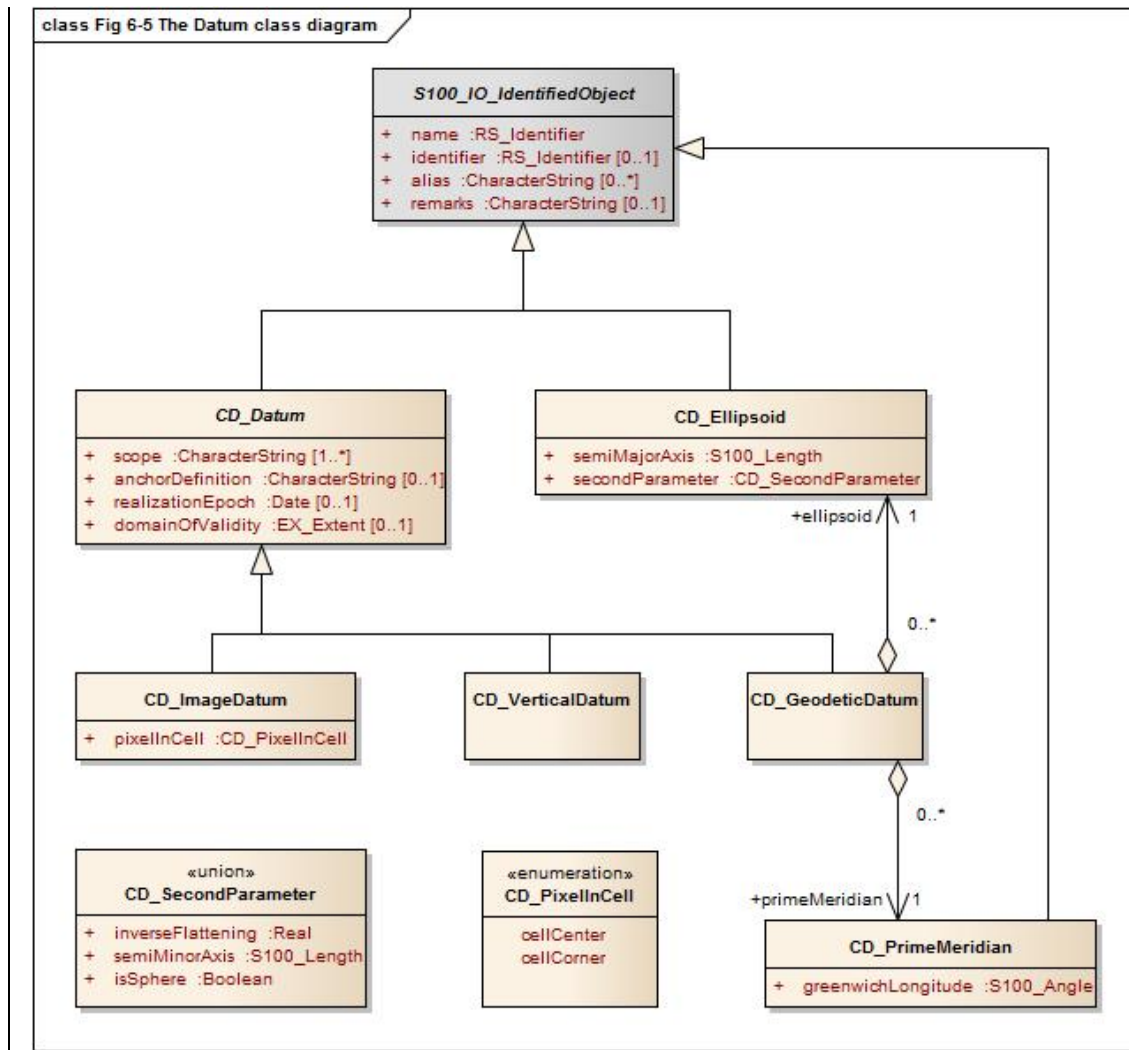 class Fig 6-5 The Datum class diagram
S100_IO_IdentifiedObject
+ name :RS_Identifier
+ identifier :RS_Identifier [0..1]
+ alias :CharacterString [0..*]
+ remarks :CharacterString [0..1]
CD_Datum
+ scope :CharacterString [1..*]
+ anchorDefinition :CharacterString [0..1]
+ realizationEpoch :Date [0..1]
+ domainOfValidity :EX_Extent [0..1]
CD_Ellipsoid
+ semiMajorAxis :S100_Length
+ secondParameter :CD_SecondParameter
+ellipsoid 1
0..*
CD_ImageDatum
+ pixelInCell :CD_PixelInCell
CD_VerticalDatum
CD_GeodeticDatum
0..*
«union»
CD_SecondParameter
+ inverseFlattening :Real
+ semiMinorAxis :S100_Length
+ isSphere :Boolean
«enumeration»
CD_PixelInCell
cellCenter
cellCorner
+primeMeridian 1
CD_PrimeMeridian
+ greenwichLongitude :S100_Angle